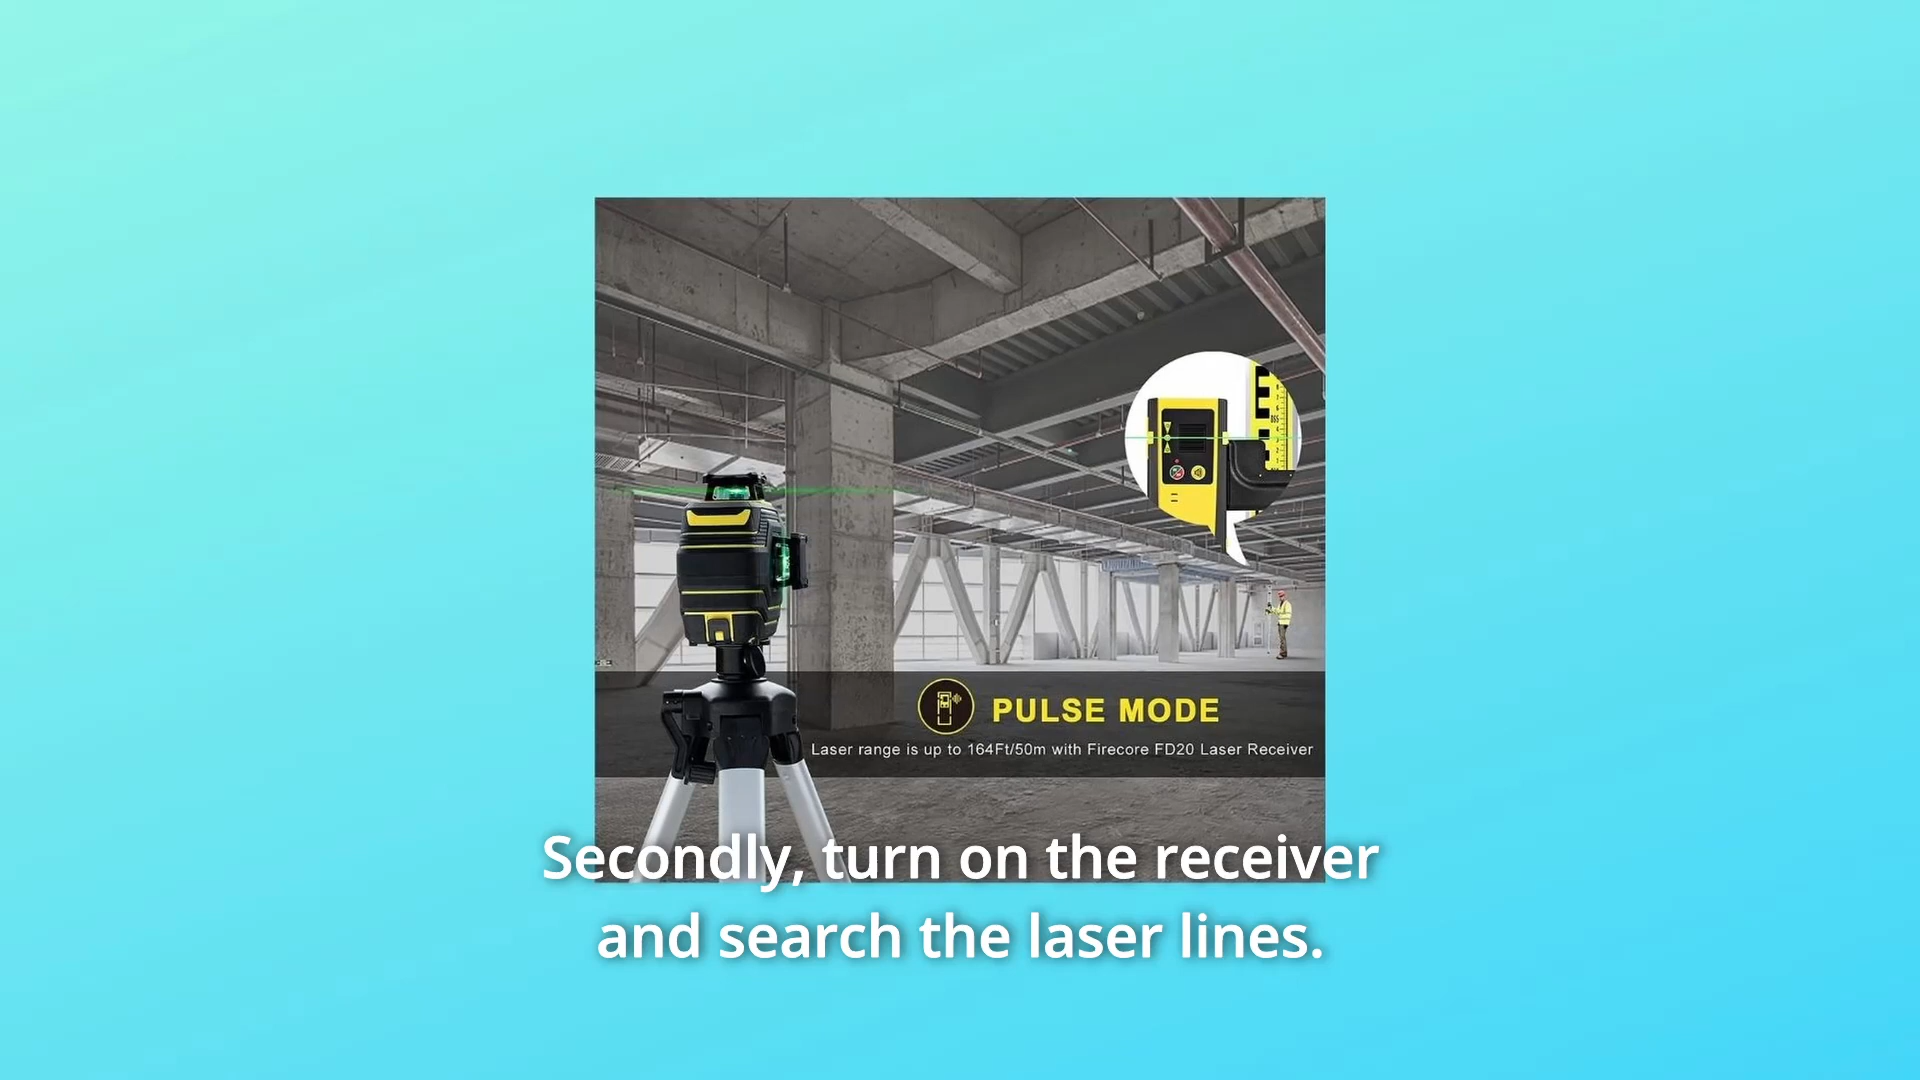 PULSE MODE
Laser range is up to 164Ft/50m with Firecore FD20 Laser Receiver
Secondly, turn on the receiver
and search the laser lines.